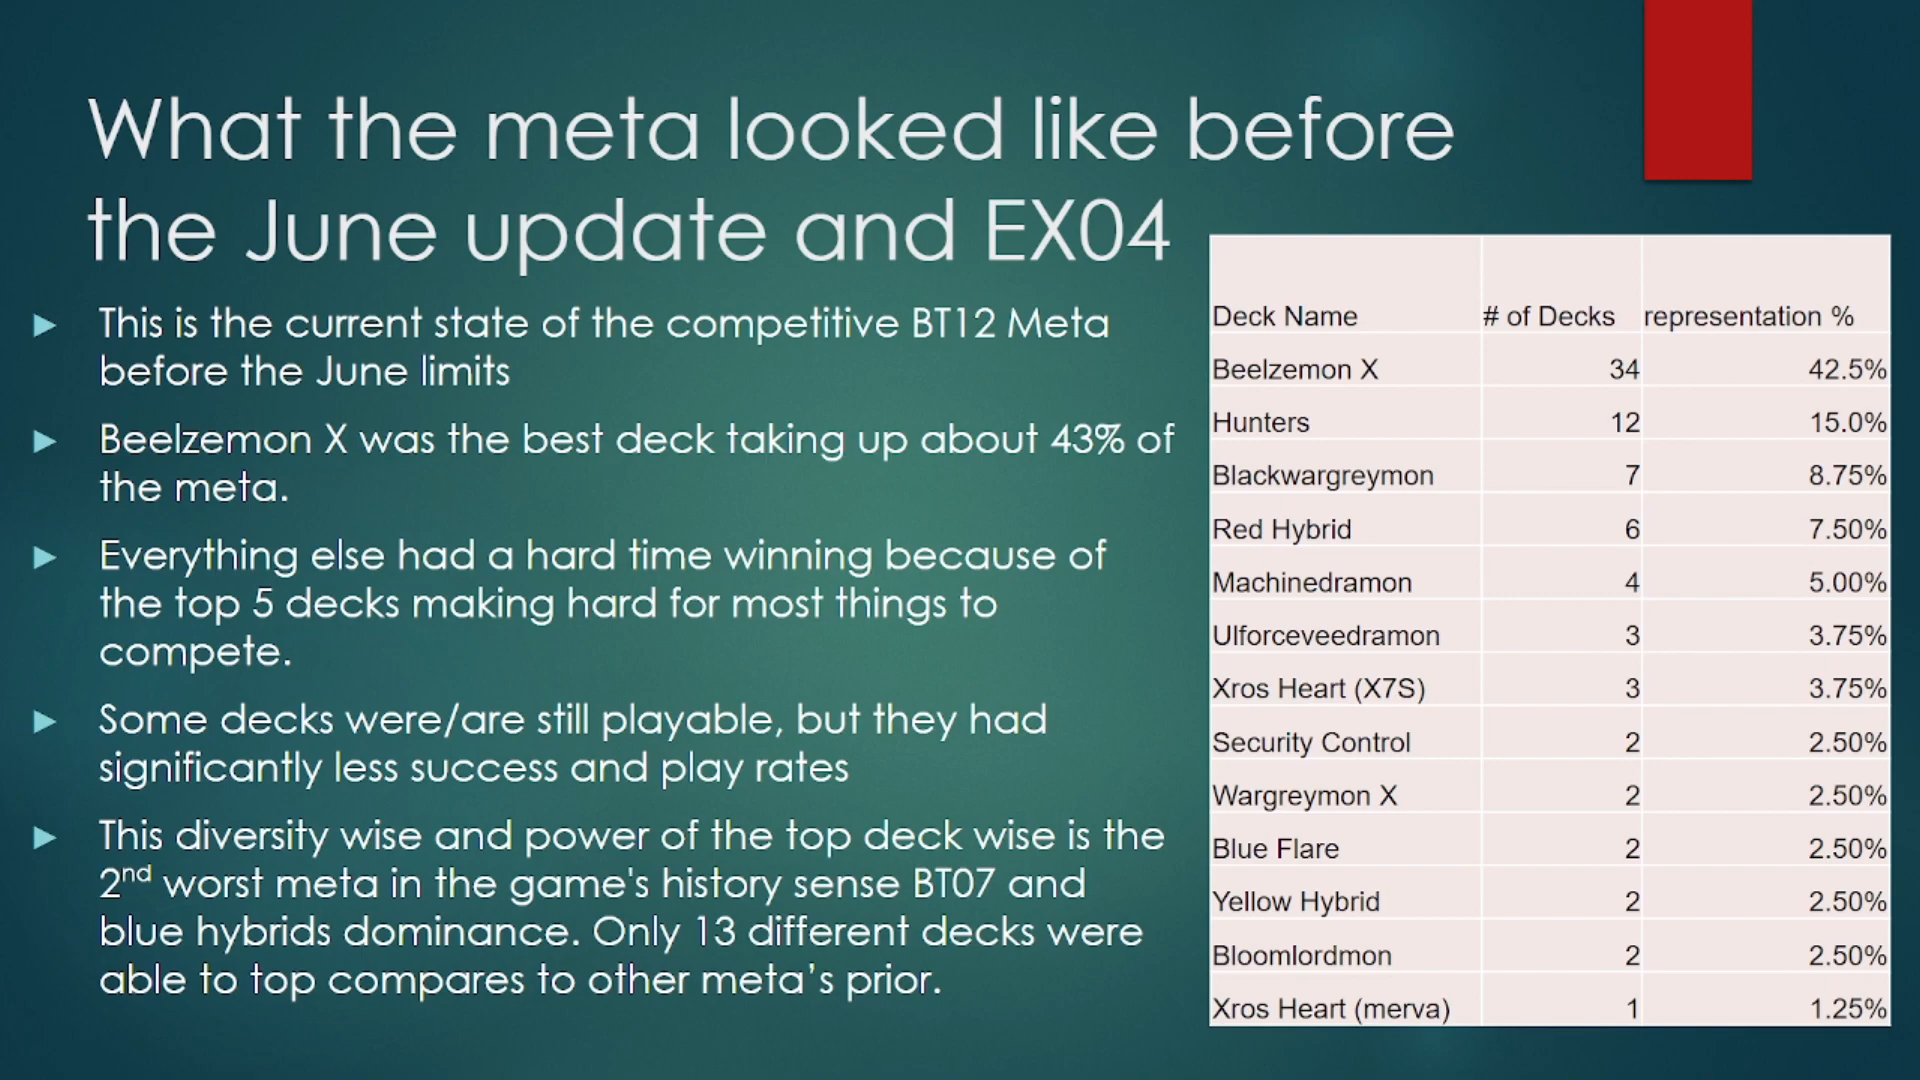 What the meta looked like before
the June update and EX04
This is the current state of the competitive BT12 Meta
before the June limits
Beelzemon X was the best deck taking up about 43% of
the meta.
Everything else had a hard time winning because of
the top 5 decks making hard for most things to
compete.
Some decks were/are still playable, but they had
significantly less success and play rates
This diversity wise and power of the top deck wise is the
2nd worst meta in the game's history sense BT07 and
blue hybrids dominance. Only 13 different decks were
able to top compares to other meta’s prior.
Deck Name # of Decks representation %
Beelzemon X 34 42.5%
Hunters 12 15.0%
Blackwargreymon 7 8.75%
Red Hybrid 6 7.50%
Machinedramon 4 5.00%
Ulforceveedramon 3 3.75%
Xros Heart (X7S) 3 3.75%
Security Control 2 2.50%
Wargreymon X 2 2.50%
Blue Flare 2 2.50%
Yellow Hybrid 2 2.50%
Bloomlordmon 2 2.50%
Xros Heart (merva) 1 1.25%